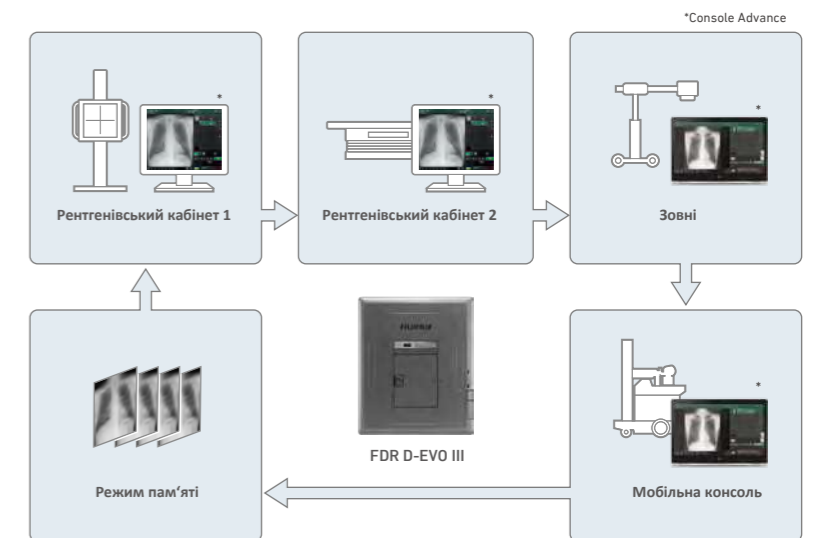 *Console Advance
*
*
*
Рентгенівський кабінет 1
Рентгенівський кабінет 2
Зовні
FUJIFILM
*
FDR D-EVO III
Режим пам‘яті
Мобільна консоль